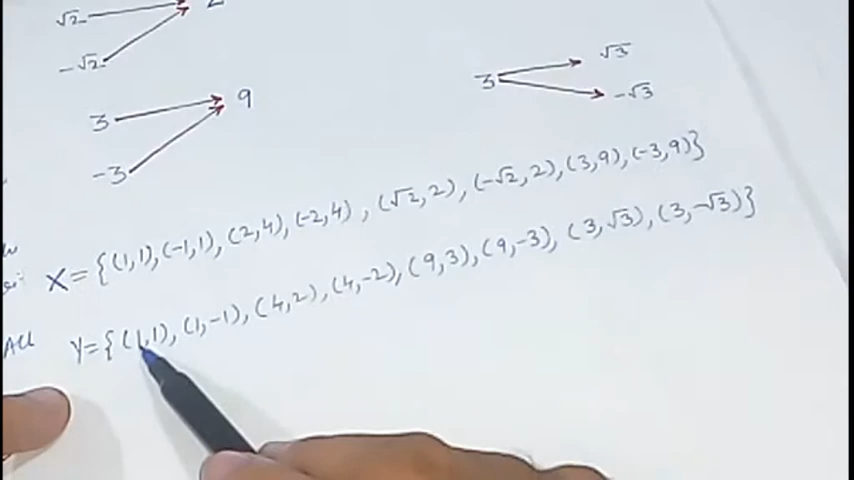 √2
-√2
3 9
-3
3 √3
-√3
X = {(1,1),(-1,1),(2,4),(-2,4),(√2,2),(-√2,2),(3,9),(-3,9)}
All
Y={(1,1),(1,-1),(4,2),(4,-2),(9,3),(9,-3),(3,√3),(3,-√3)}